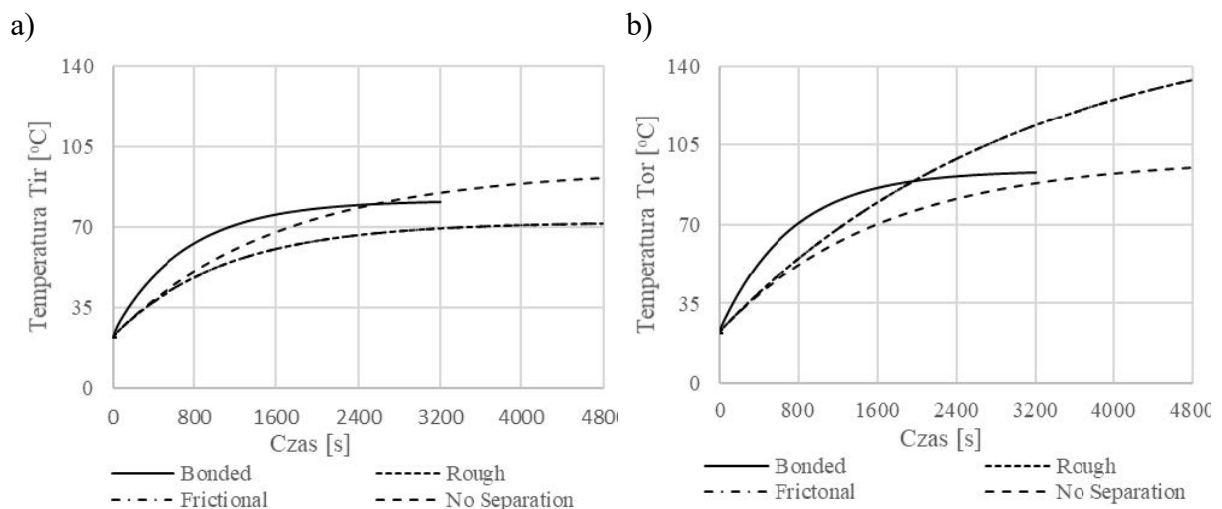 a)
140
105
70
35
0
Temperatura Tir [°C]
0 800 1600 2400 3200 4000 4800
Czas [s]
Bonded Rough
Frictional No Separation
b)
140
105
70
35
0
Temperatura Tor [°C]
0 800 1600 2400 3200 4000 4800
Czas [s]
Bonded Rough
Frictonal No Separation